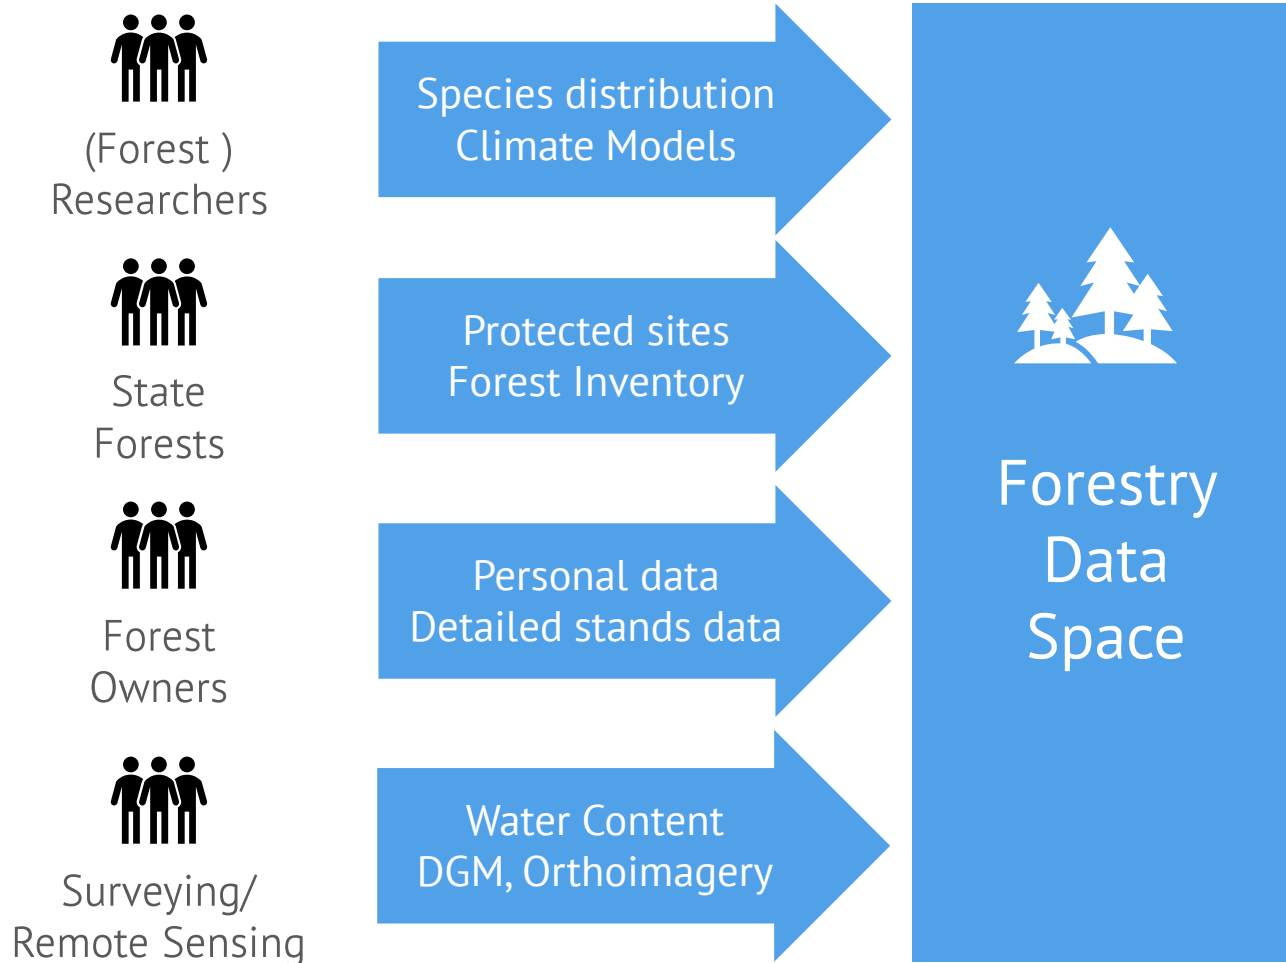 (Forest )
Researchers
Species distribution
Climate Models
State
Forests
Protected sites
Forest Inventory
Forest
Owners
Personal data
Detailed stands data
Surveying/
Remote Sensing
Water Content
DGM, Orthoimagery
Forestry
Data
Space